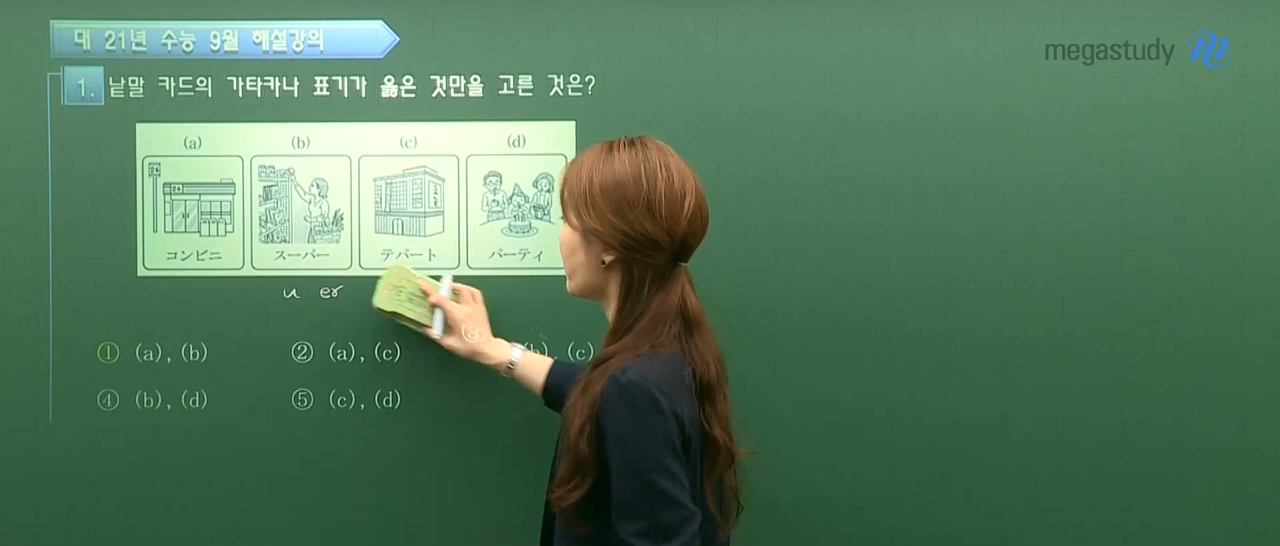 대 21년 수능 9월 해설강의
megastudy
1. 낱말 카드의 가타카나 표기가 옳은 것만을 고른 것은?
(a) (b) (c) (d)
コンビニ スーパー テパート パーティ
u er
① (a), (b) ② (a), (c) ③ (b), (c)
④ (b), (d) ⑤ (c), (d)